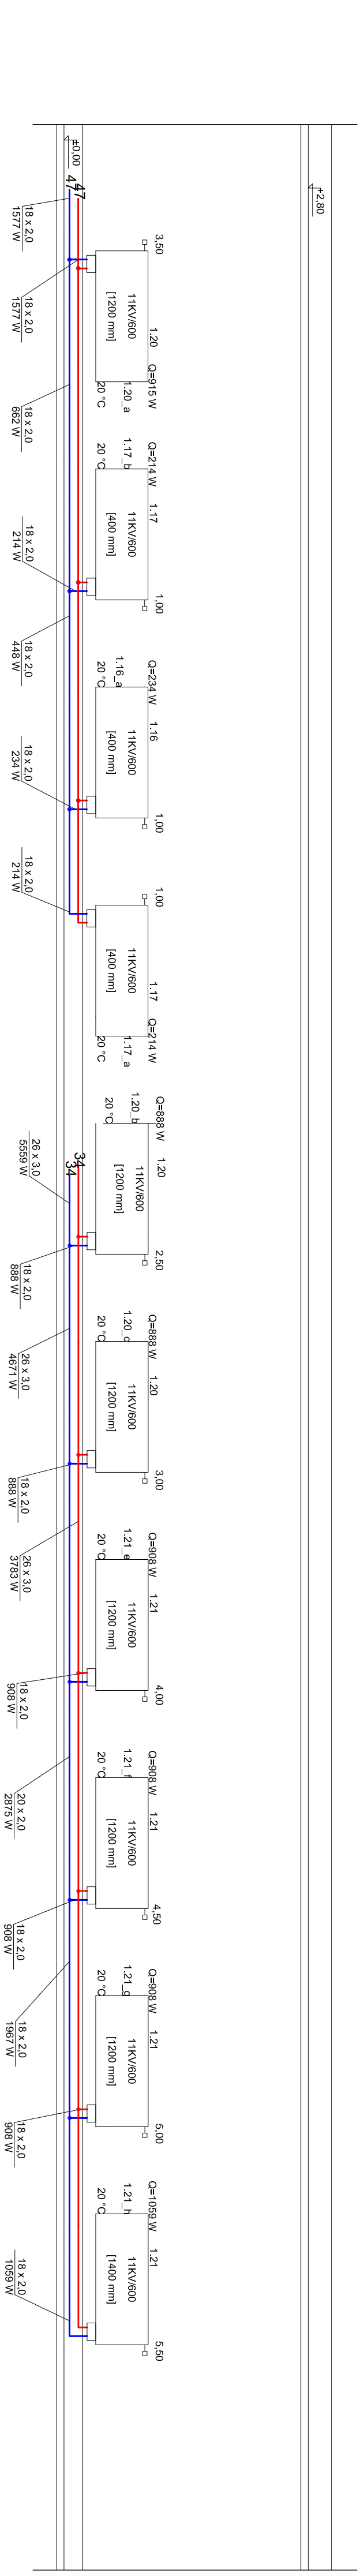 +2,80
±0,00
47
47
18 x 2,0
1577 W
3,50
11KV/600
[1200 mm]
1.20
Q=915 W
1.20_a
20 °C
18 x 2,0
1577 W
18 x 2,0
662 W
Q=214 W
1.17_b
20 °C
1.17
11KV/600
[400 mm]
1,00
18 x 2,0
214 W
18 x 2,0
448 W
Q=234 W
1.16_a
20 °C
1.16
11KV/600
[400 mm]
1,00
18 x 2,0
234 W
18 x 2,0
214 W
1,00
11KV/600
[400 mm]
1.17
Q=214 W
1.17_a
20 °C
Q=888 W
1.20_b
20 °C
1.20
11KV/600
[1200 mm]
2,50
34
34
26 x 3,0
5559 W
18 x 2,0
888 W
Q=888 W
1.20_c
20 °C
1.20
11KV/600
[1200 mm]
3,00
26 x 3,0
4671 W
18 x 2,0
888 W
Q=908 W
1.21_e
20 °C
1.21
11KV/600
[1200 mm]
4,00
26 x 3,0
3783 W
18 x 2,0
908 W
Q=908 W
1.21_f
20 °C
1.21
11KV/600
[1200 mm]
4,50
20 x 2,0
2875 W
18 x 2,0
908 W
Q=908 W
1.21_g
20 °C
1.21
11KV/600
[1200 mm]
5,00
18 x 2,0
1967 W
18 x 2,0
908 W
Q=1059 W
1.21_h
20 °C
1.21
11KV/600
[1400 mm]
5,50
18 x 2,0
1059 W